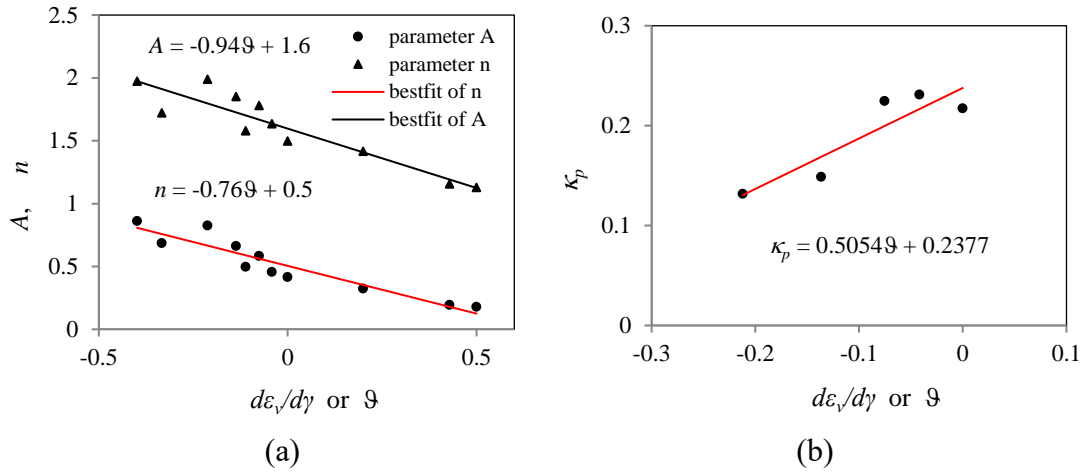 2.5
2
1.5
1
0.5
0
A, n
A = -0.94ϑ + 1.6
n = -0.76ϑ + 0.5
parameter A
parameter n
bestfit of n
bestfit of A
-0.5
0
0.5
dεv/dγ or ϑ
(a)
0.3
0.2
0.1
0
κp
κp = 0.5054ϑ + 0.2377
-0.3
-0.2
-0.1
0
0.1
dεv/dγ or ϑ
(b)